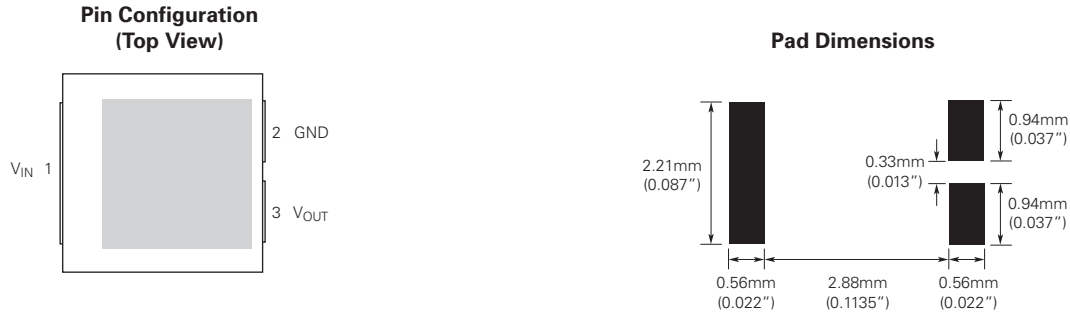 Pin Configuration
(Top View)
VIN 1
2 GND
3 VOUT
Pad Dimensions
2.21mm
(0.087”)
0.94mm
(0.037”)
0.33mm
(0.013”)
0.94mm
(0.037”)
0.56mm
(0.022”)
2.88mm
(0.1135”)
0.56mm
(0.022”)